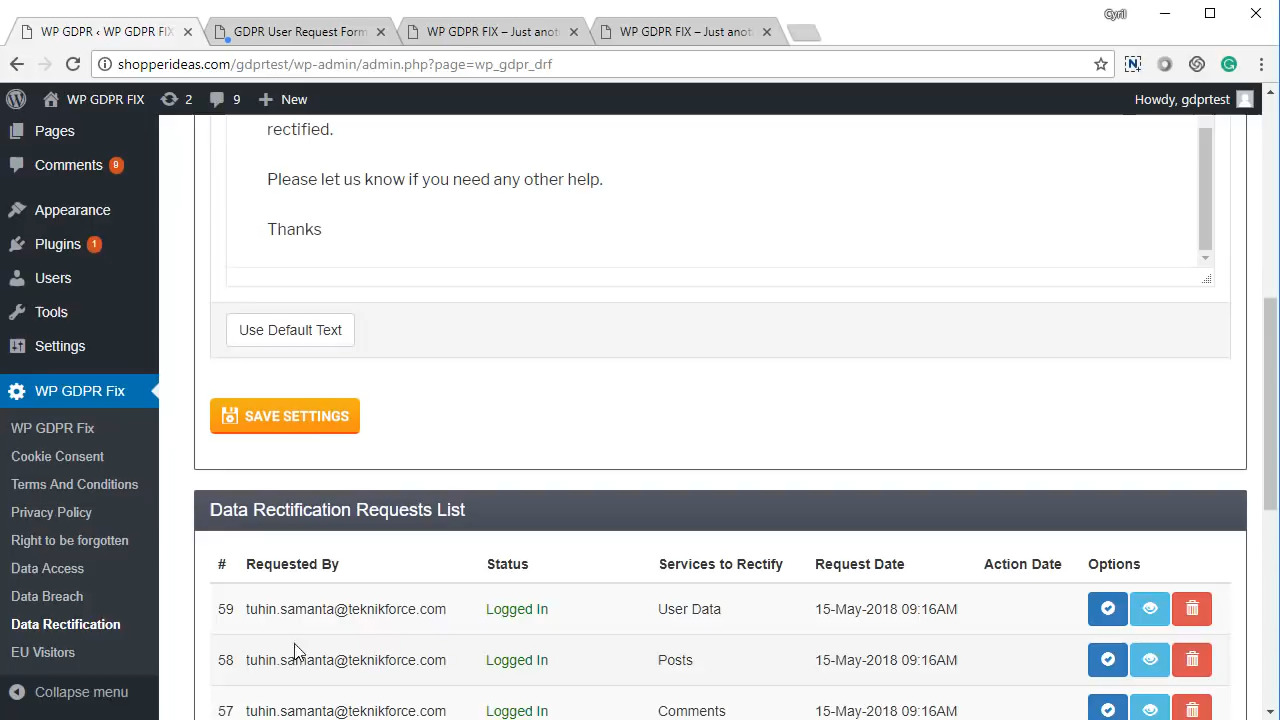 Cyril
WP GDPR ‹ WP GDPR FIX
GDPR User Request Form
WP GDPR FIX – Just anot
WP GDPR FIX – Just anot
shopperideas.com/gdprtest/wp-admin/admin.php?page=wp_gdpr_drf
WP GDPR FIX 2 9 New
Howdy, gdprtest
Pages
Comments 9
Appearance
Plugins 1
Users
Tools
Settings
WP GDPR Fix
WP GDPR Fix
Cookie Consent
Terms And Conditions
Privacy Policy
Right to be forgotten
Data Access
Data Breach
Data Rectification
EU Visitors
Collapse menu
rectified.
Please let us know if you need any other help.
Thanks
Use Default Text
SAVE SETTINGS
Data Rectification Requests List
# Requested By Status Services to Rectify Request Date Action Date Options
59 tuhin.samanta@teknikforce.com Logged In User Data 15-May-2018 09:16AM
58 tuhin.samanta@teknikforce.com Logged In Posts 15-May-2018 09:16AM
57 tuhin.samanta@teknikforce.com Logged In Comments 15-May-2018 09:16AM